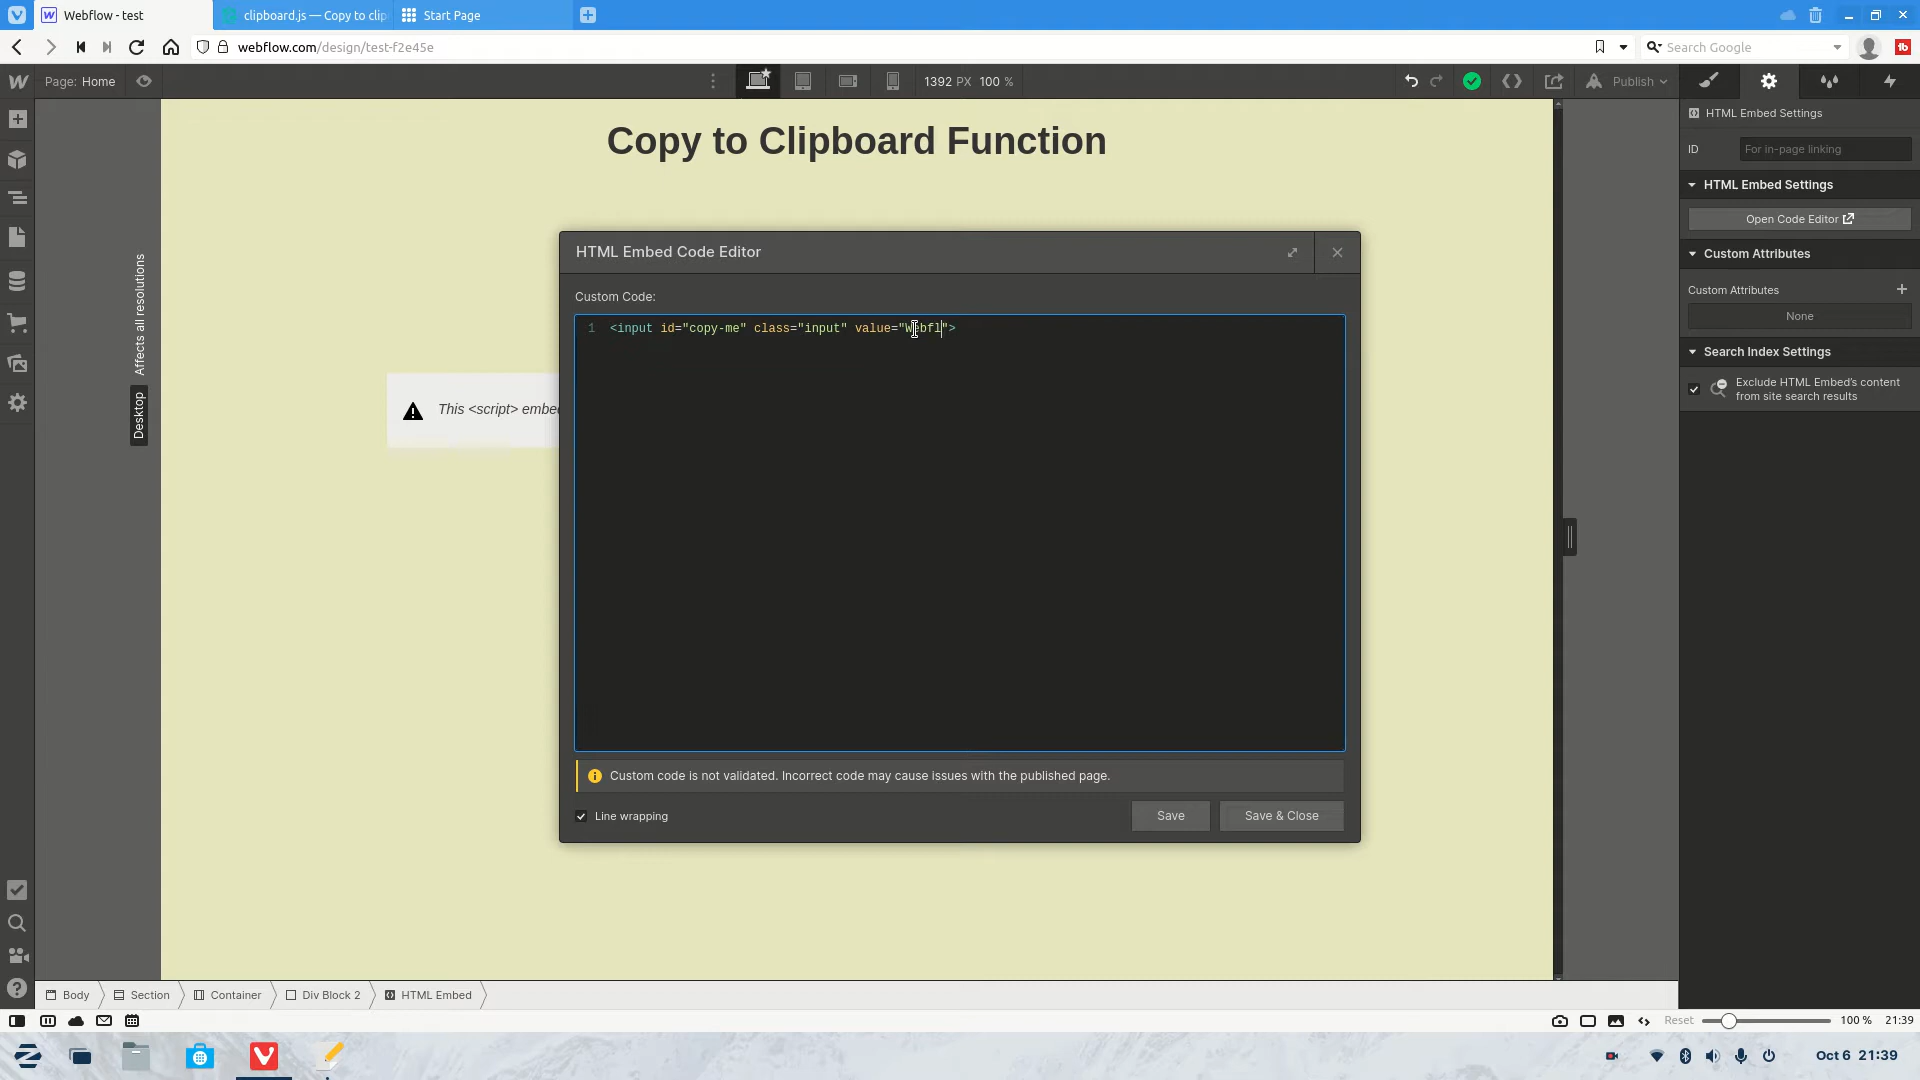 Webflow - test
clipboard.js — Copy to clip
Start Page
webflow.com/design/test-f2e45e
Search Google
Page: Home
1392 PX 100 %
Publish
Copy to Clipboard Function
Affects all resolutions
Desktop
This <script> embe
HTML Embed Code Editor
Custom Code:
1 <input id="copy-me" class="input" value="Webfl">
Custom code is not validated. Incorrect code may cause issues with the published page.
Line wrapping
Save
Save & Close
HTML Embed Settings
ID
For in-page linking
HTML Embed Settings
Open Code Editor
Custom Attributes
Custom Attributes
None
Search Index Settings
Exclude HTML Embed's content
from site search results
Body
Section
Container
Div Block 2
HTML Embed
Reset
100 %
21:39
Oct 6 21:39